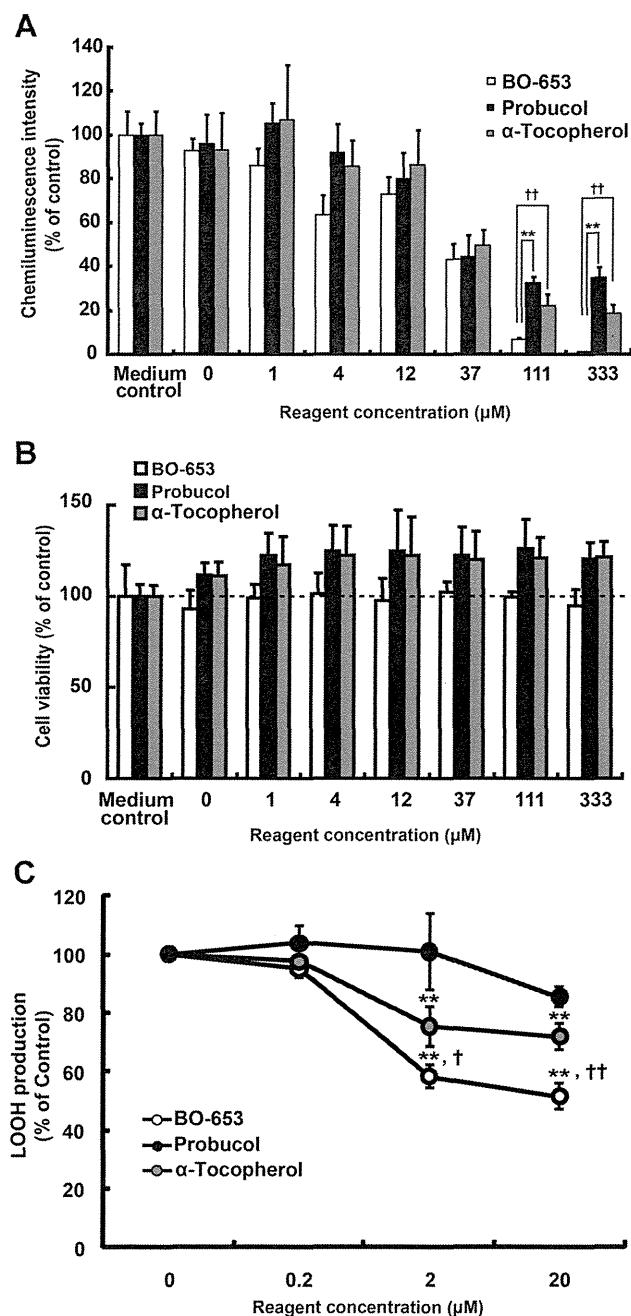 A
140
120
100
80
60
40
20
0
Chemiluminescence intensity
(% of control)
BO-653
Probucol
α-Tocopherol
††
**
††
**
Medium control
0
1
4
12
37
111
333
Reagent concentration (µM)
B
150
100
50
0
Cell viability (% of control)
BO-653
Probucol
α-Tocopherol
Medium control
0
1
4
12
37
111
333
Reagent concentration (µM)
C
120
100
80
60
40
20
0
LOOH production
(% of Control)
**
**
**, †
**, ††
BO-653
Probucol
α-Tocopherol
0
0.2
2
20
Reagent concentration (µM)